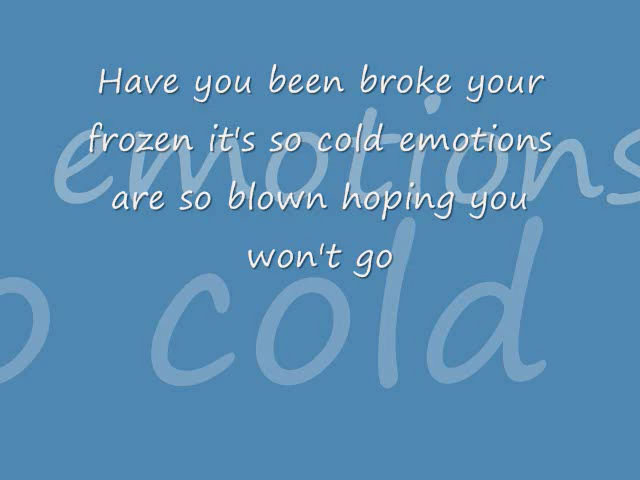 Have you been broke your
frozen it's so cold emotions
are so blown hoping you
won't go
emotions
o cold